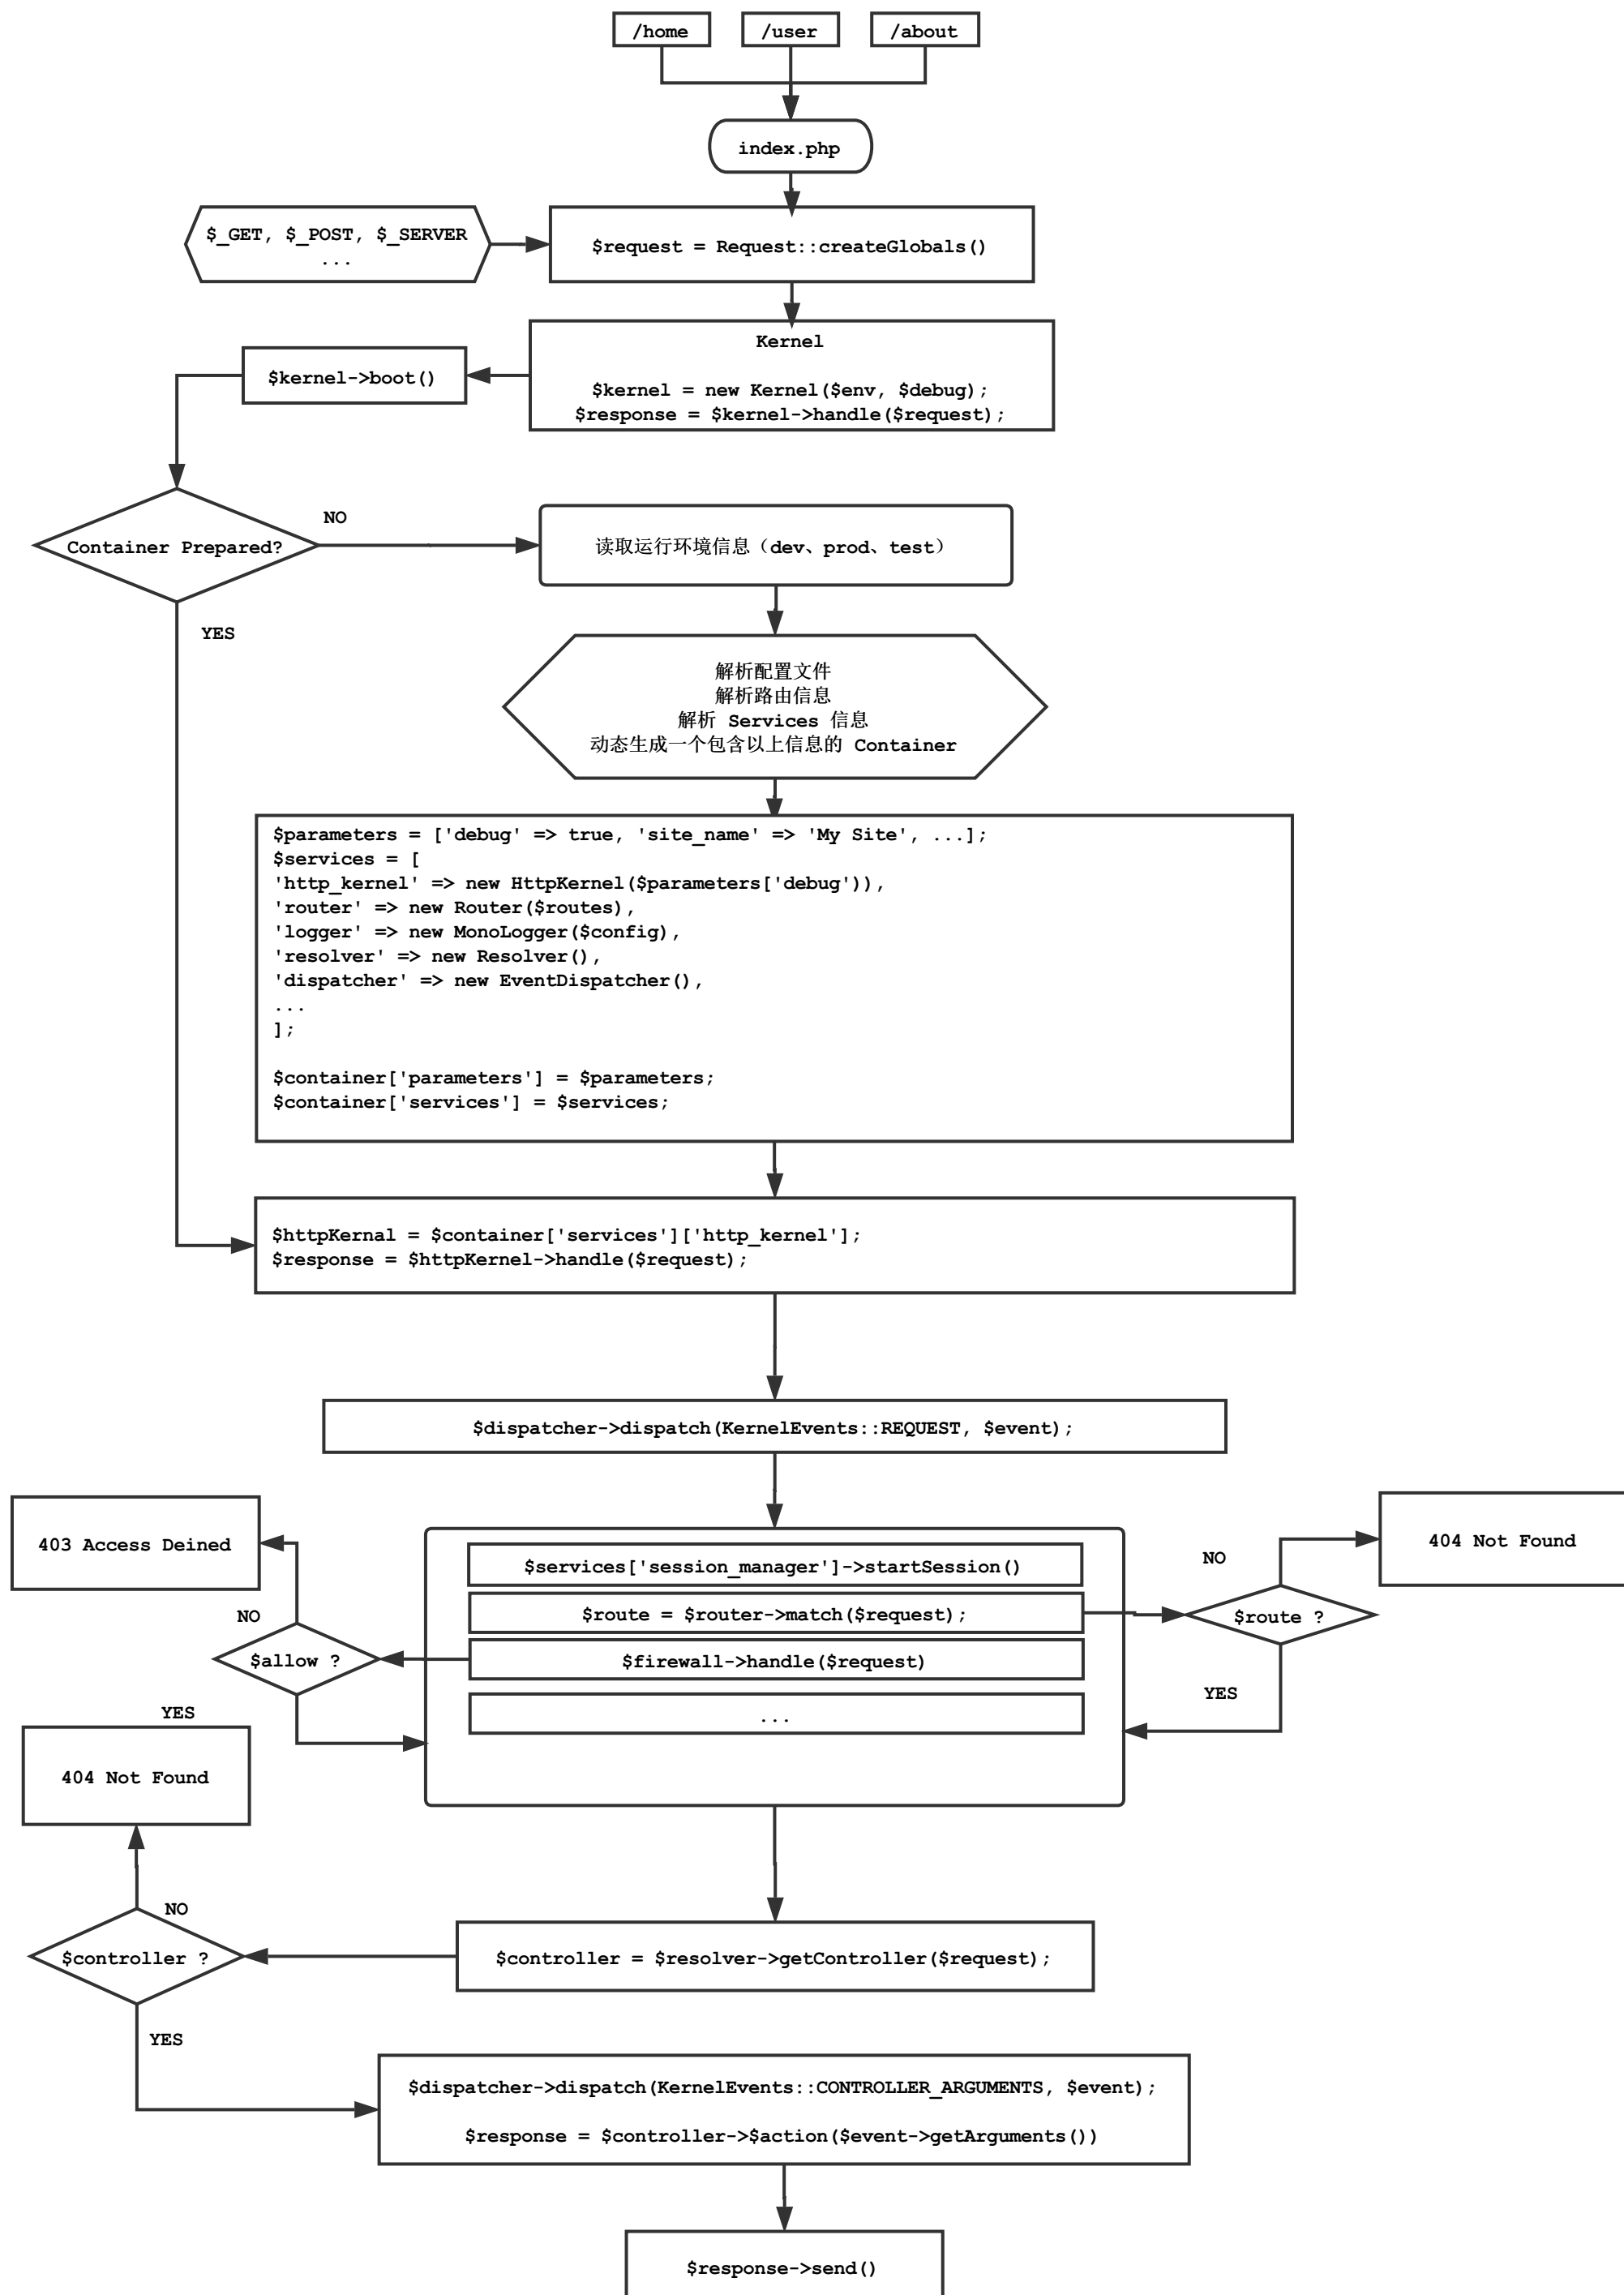 /home
/user
/about
index.php
$_GET, $_POST, $_SERVER
...
$request = Request::createGlobals()
Kernel
$kernel = new Kernel($env, $debug);
$response = $kernel->handle($request);
$kernel->boot()
Container Prepared?
NO
读取运行环境信息（dev、prod、test）
YES
解析配置文件
解析路由信息
解析 Services 信息
动态生成一个包含以上信息的 Container
$parameters = ['debug' => true, 'site_name' => 'My Site', ...];
$services = [
'http_kernel' => new HttpKernel($parameters['debug')),
'router' => new Router($routes),
'logger' => new MonoLogger($config),
'resolver' => new Resolver(),
'dispatcher' => new EventDispatcher(),
...
];
$container['parameters'] = $parameters;
$container['services'] = $services;
$httpKernal = $container['services']['http_kernel'];
$response = $httpKernel->handle($request);
$dispatcher->dispatch(KernelEvents::REQUEST, $event);
403 Access Deined
404 Not Found
NO
$services['session_manager']->startSession()
$route = $router->match($request);
$route ?
NO
$allow ?
$firewall->handle($request)
YES
YES
...
404 Not Found
NO
$controller ?
$controller = $resolver->getController($request);
YES
$dispatcher->dispatch(KernelEvents::CONTROLLER_ARGUMENTS, $event);
$response = $controller->$action($event->getArguments())
$response->send()